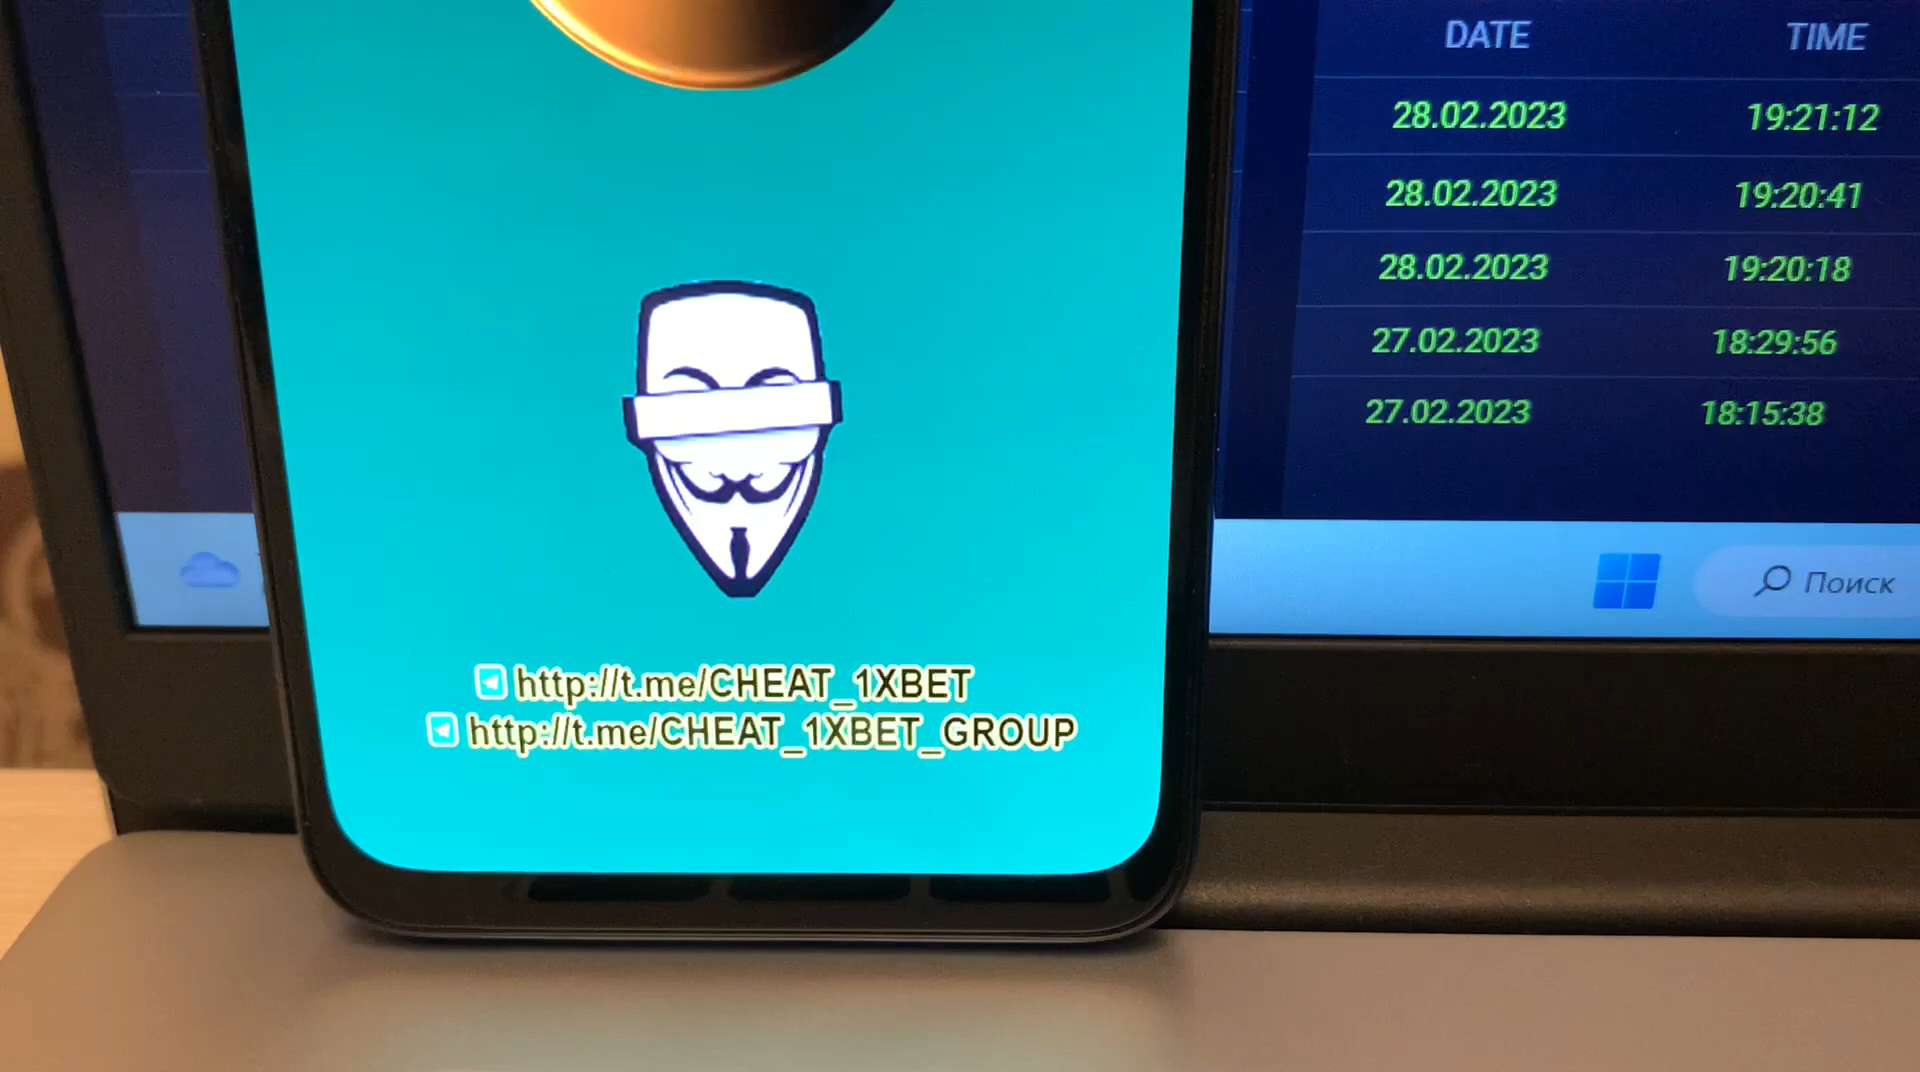 DATE TIME
28.02.2023 19:21:12
28.02.2023 19:20:41
28.02.2023 19:20:18
27.02.2023 18:29:56
27.02.2023 18:15:38
Поиск
http://t.me/CHEAT_1XBET
http://t.me/CHEAT_1XBET_GROUP